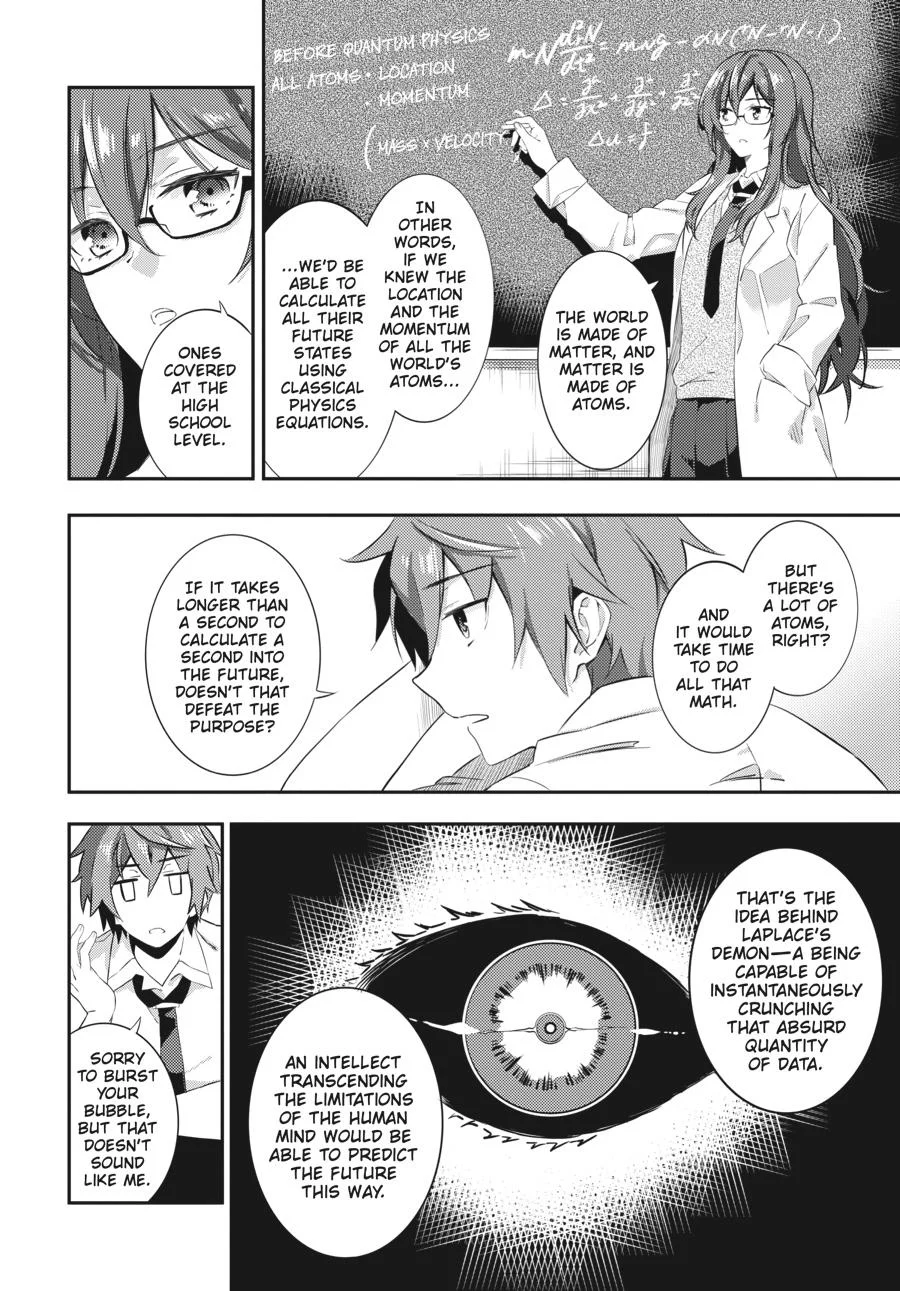 BEFORE QUANTUM PHYSICS
ALL ATOMS • LOCATION
• MOMENTUM
(MASS × VELOCITY
Δ = ∂²/∂x² + ∂²/∂y² + ∂²/∂z²
Δu = f
THE WORLD
IS MADE OF
MATTER, AND
MATTER IS
MADE OF
ATOMS.
IN
OTHER
WORDS,
IF WE
KNEW THE
LOCATION
AND THE
MOMENTUM
OF ALL THE
WORLD'S
ATOMS...
...WE'D BE
ABLE TO
CALCULATE
ALL THEIR
FUTURE
STATES
USING
CLASSICAL
PHYSICS
EQUATIONS.
ONES
COVERED
AT THE
HIGH
SCHOOL
LEVEL.
BUT
THERE'S
A LOT OF
ATOMS,
RIGHT?
AND
IT WOULD
TAKE TIME
TO DO
ALL THAT
MATH.
IF IT TAKES
LONGER THAN
A SECOND TO
CALCULATE A
SECOND INTO
THE FUTURE,
DOESN'T THAT
DEFEAT THE
PURPOSE?
THAT'S THE
IDEA BEHIND
LAPLACE'S
DEMON—A BEING
CAPABLE OF
INSTANTANEOUSLY
CRUNCHING
THAT ABSURD
QUANTITY
OF DATA.
AN INTELLECT
TRANSCENDING
THE LIMITATIONS
OF THE HUMAN
MIND WOULD BE
ABLE TO PREDICT
THE FUTURE
THIS WAY.
SORRY
TO BURST
YOUR
BUBBLE,
BUT THAT
DOESN'T
SOUND
LIKE ME.